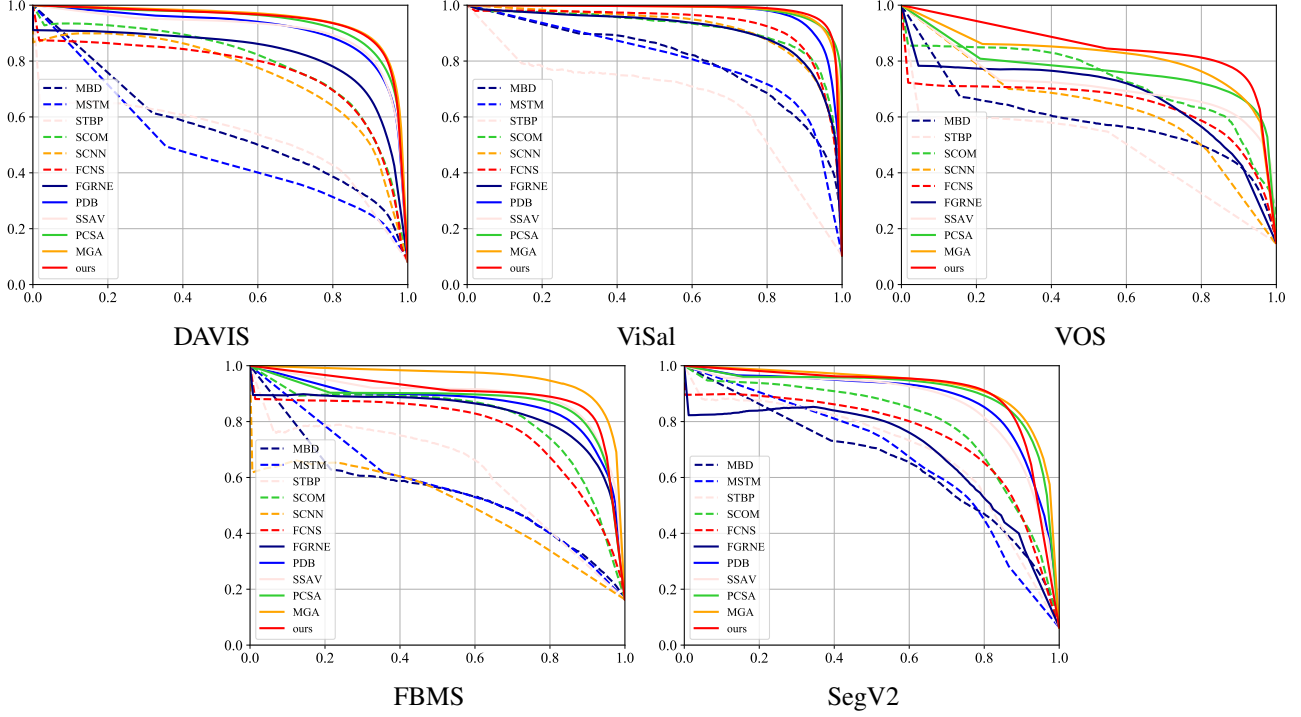 1.0
0.8
0.6
0.4
0.2
0.0
0.0 0.2 0.4 0.6 0.8 1.0
MBD
MSTM
STBP
SCOM
SCNN
FCNS
FGRNE
PDB
SSAV
PCSA
MGA
ours
DAVIS
1.0
0.8
0.6
0.4
0.2
0.0
0.0 0.2 0.4 0.6 0.8 1.0
MBD
MSTM
STBP
SCOM
SCNN
FCNS
FGRNE
PDB
SSAV
PCSA
MGA
ours
ViSal
1.0
0.8
0.6
0.4
0.2
0.0
0.0 0.2 0.4 0.6 0.8 1.0
MBD
STBP
SCOM
SCNN
FCNS
FGRNE
SSAV
PCSA
MGA
ours
VOS
1.0
0.8
0.6
0.4
0.2
0.0
0.0 0.2 0.4 0.6 0.8 1.0
MBD
MSTM
STBP
SCOM
SCNN
FCNS
FGRNE
PDB
SSAV
PCSA
MGA
ours
FBMS
1.0
0.8
0.6
0.4
0.2
0.0
0.0 0.2 0.4 0.6 0.8 1.0
MBD
MSTM
STBP
SCOM
FCNS
FGRNE
PDB
SSAV
PCSA
MGA
ours
SegV2